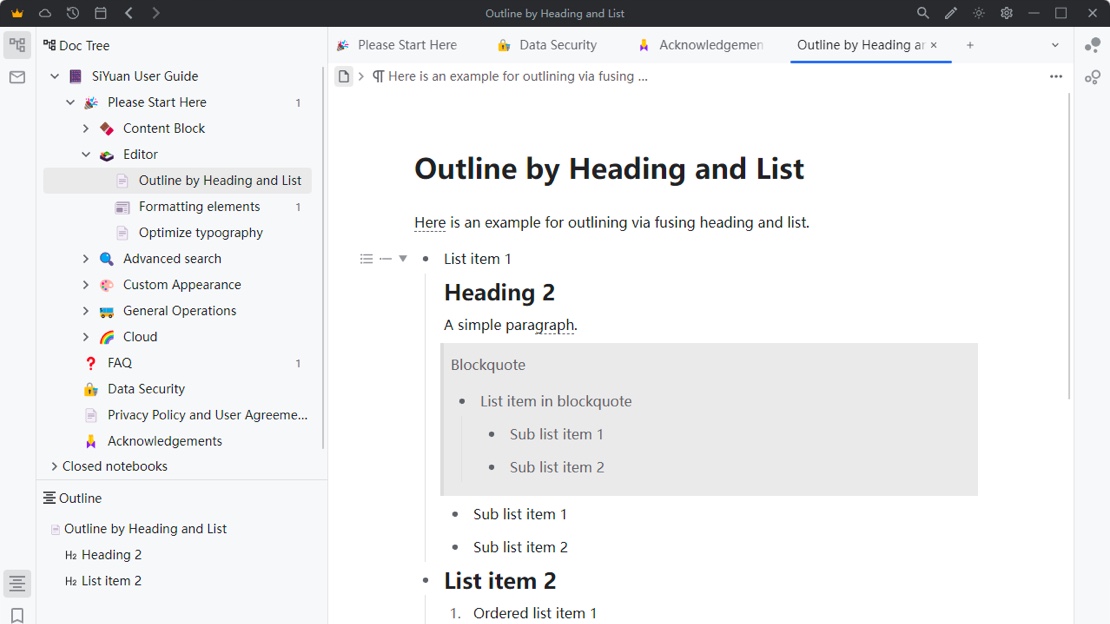 Outline by Heading and List
Doc Tree
SiYuan User Guide
Please Start Here 1
Content Block
Editor
Outline by Heading and List
Formatting elements 1
Optimize typography
Advanced search
Custom Appearance
General Operations
Cloud
FAQ 1
Data Security
Privacy Policy and User Agreeme...
Acknowledgements
Closed notebooks
Outline
Outline by Heading and List
H2 Heading 2
H2 List item 2
Please Start Here
Data Security
Acknowledgemen
Outline by Heading ar
Here is an example for outlining via fusing ...
Outline by Heading and List
Here is an example for outlining via fusing heading and list.
List item 1
Heading 2
A simple paragraph.
Blockquote
List item in blockquote
Sub list item 1
Sub list item 2
Sub list item 1
Sub list item 2
List item 2
1. Ordered list item 1